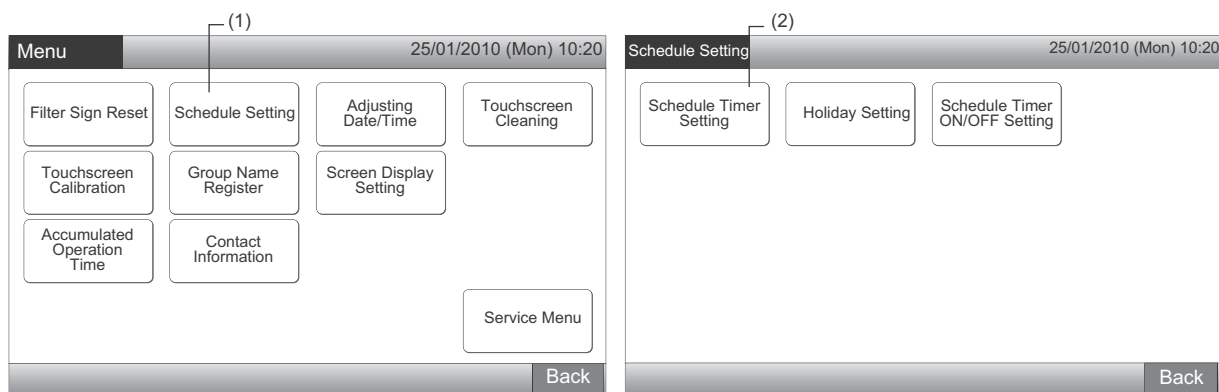 (1)
Menu
25/01/2010 (Mon) 10:20
Filter Sign Reset
Schedule Setting
Adjusting
Date/Time
Touchscreen
Cleaning
Touchscreen
Calibration
Group Name
Register
Screen Display
Setting
Accumulated
Operation
Time
Contact
Information
Service Menu
Back
(2)
Schedule Setting
25/01/2010 (Mon) 10:20
Schedule Timer
Setting
Holiday Setting
Schedule Timer
ON/OFF Setting
Back